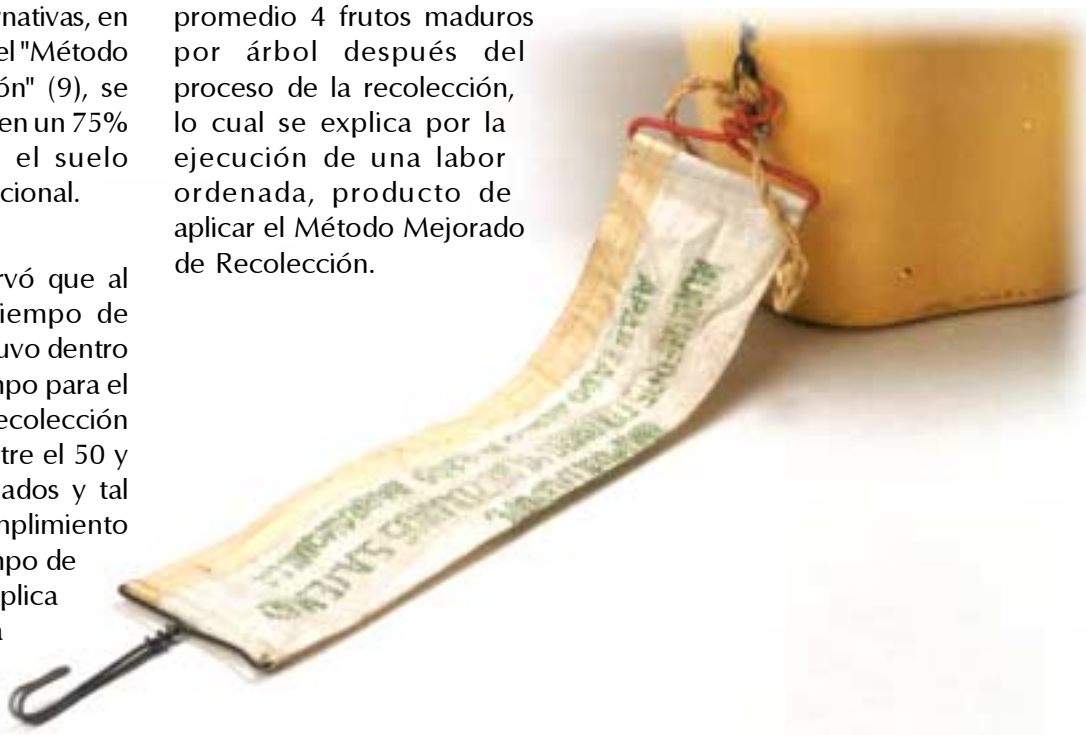 rnativas, en
el "Método
ón" (9), se
en un 75%
el suelo
cional.
rvó que al
iempo de
uvo dentro
mpo para el
ecolección
tre el 50 y
ados y tal
mplimiento
mpo de
plica
a
promedio 4 frutos maduros
por árbol después del
proceso de la recolección,
lo cual se explica por la
ejecución de una labor
ordenada, producto de
aplicar el Método Mejorado
de Recolección.